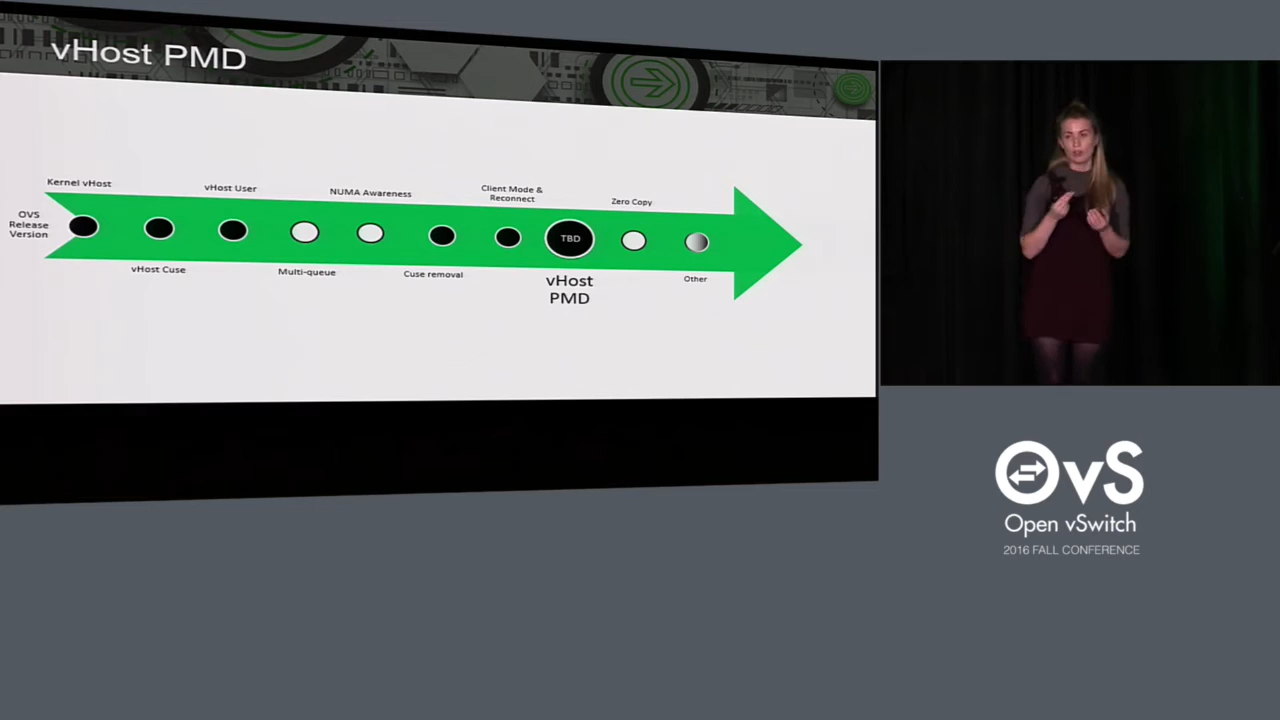 vHost PMD
Kernel vHost
vHost User
NUMA Awareness
Client Mode &
Reconnect
Zero Copy
OVS
Release
Version
TBD
vHost Cuse
Multi-queue
Cuse removal
vHost
PMD
Other
OvS
Open vSwitch
2016 FALL CONFERENCE